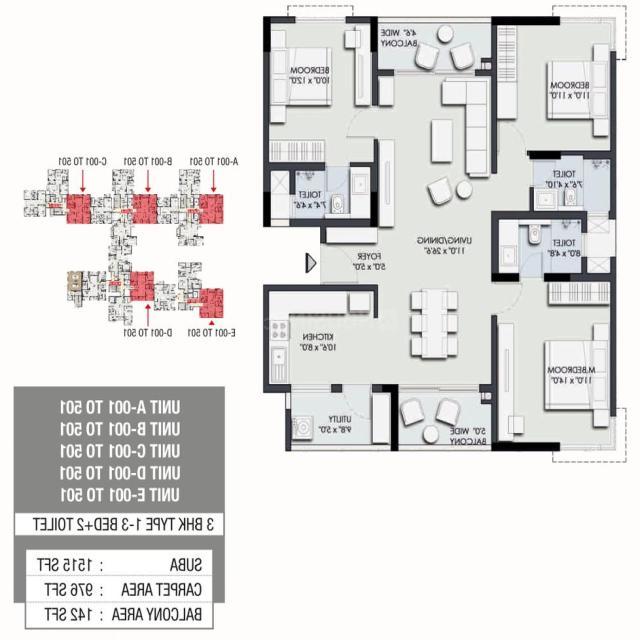 C-001 TO 501
B-001 TO 501
A-001 TO 501
D-001 TO 501
E-001 TO 501
4'6" WIDE
BALCONY
BEDROOM
10'0" x 12'0"
BEDROOM
11'0" x 11'0"
TOILET
7'4" x 4'6"
TOILET
7'6" x 4'10"
LIVING/DINING
11'0" x 26'6"
TOILET
8'0" x 4'8"
FOYER
5'0" x 5'0"
KITCHEN
10'6" x 8'0"
M.BEDROOM
11'0" x 14'0"
UTILITY
9'8" x 5'0"
5'0" WIDE
BALCONY
UNIT A-001 TO 501
UNIT B-001 TO 501
UNIT C-001 TO 501
UNIT D-001 TO 501
UNIT E-001 TO 501
3 BHK TYPE 1-3 BED+2 TOILET
SUBA : 1515 SFT
CARPET AREA : 976 SFT
BALCONY AREA : 142 SFT